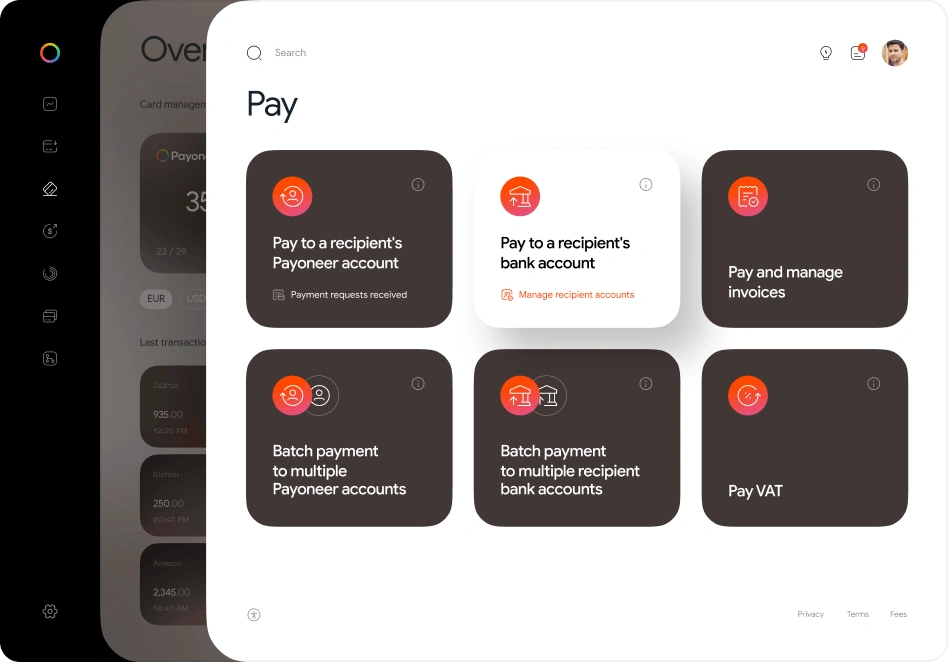 Over
Card managem
Payone
35
23 / 29
EUR
USD
Last transactio
Zalfrid
935.00
12:25 PM
Bichler
250.00
02:45 PM
Amazon
2,345.00
10:45 AM
Search
9
Pay
Pay to a recipient's
Payoneer account
Payment requests received
Pay to a recipient's
bank account
Manage recipient accounts
Pay and manage
invoices
Batch payment
to multiple
Payoneer accounts
Batch payment
to multiple recipient
bank accounts
Pay VAT
Privacy
Terms
Fees